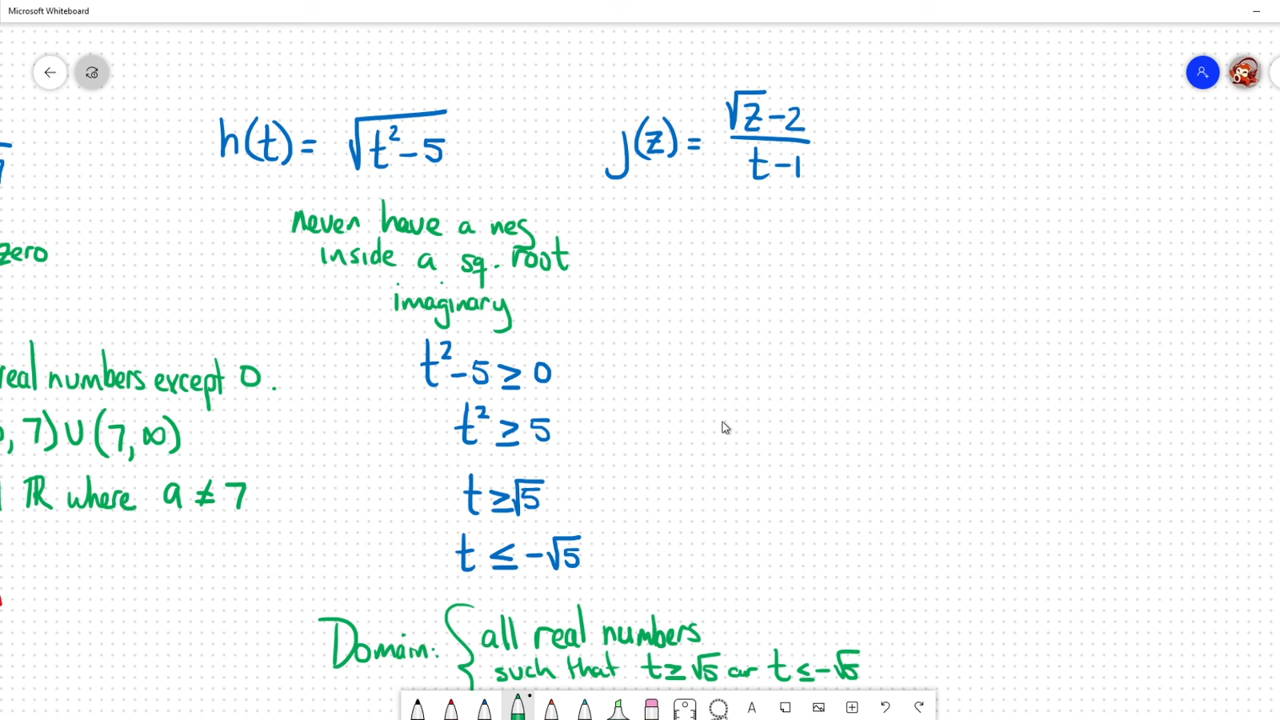 Microsoft Whiteboard
h(t) = √(t² - 5)
j(z) = (√z - 2)/(t - 1)
never have a neg
inside a sq. root
imaginary
zero
t² - 5 ≥ 0
real numbers except 0.
t² ≥ 5
, 7) ∪ (7, ∞)
t ≥ √5
ℝ where a ≠ 7
t ≤ -√5
Domain: { all real numbers
such that t ≥ √5 or t ≤ -√5